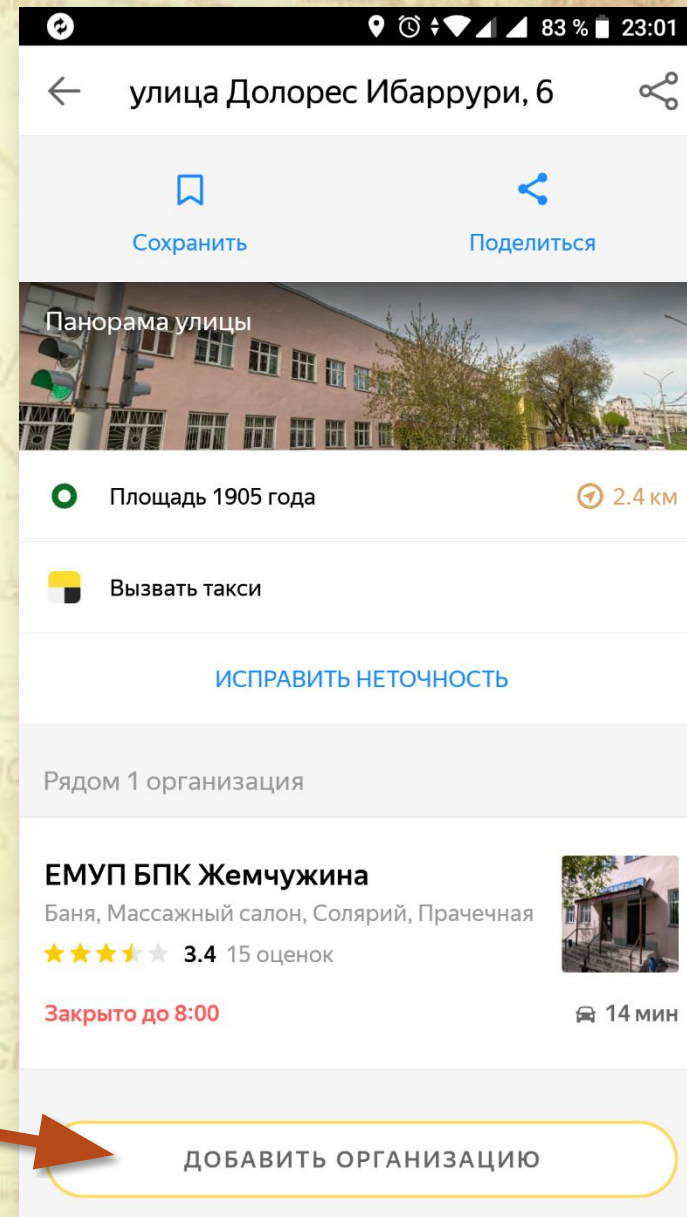 83 % 23:01
улица Долорес Ибаррури, 6
Сохранить
Поделиться
Панорама улицы
Площадь 1905 года
2.4 км
Вызвать такси
ИСПРАВИТЬ НЕТОЧНОСТЬ
Рядом 1 организация
ЕМУП БПК Жемчужина
Баня, Массажный салон, Солярий, Прачечная
3.4 15 оценок
Закрыто до 8:00
14 мин
ДОБАВИТЬ ОРГАНИЗАЦИЮ